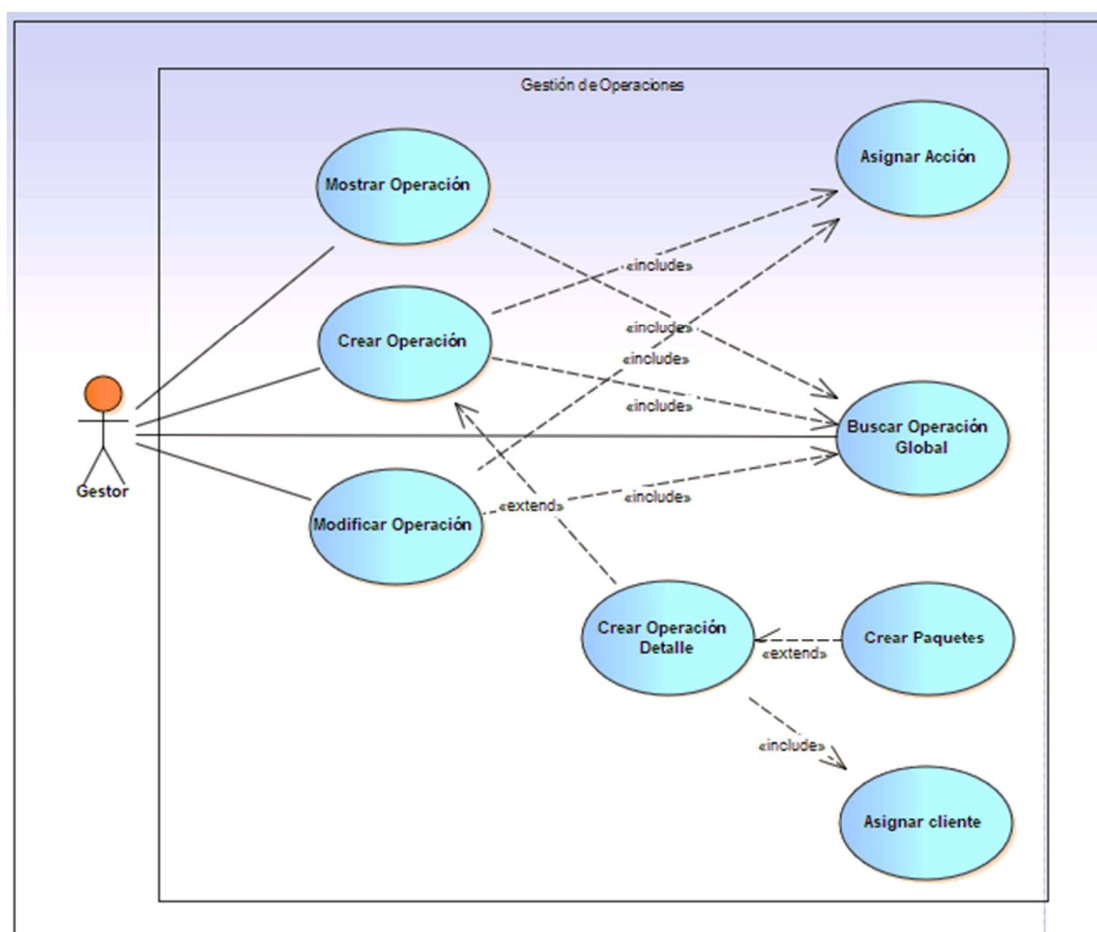 Gestión de Operaciones
Asignar Acción
Mostrar Operación
«include»
«include»
Crear Operación
«include»
«include»
Buscar Operación
Global
Gestor
«include»
«extend»
Modificar Operación
Crear Operación
Detalle
Crear Paquetes
«extend»
«include»
Asignar cliente